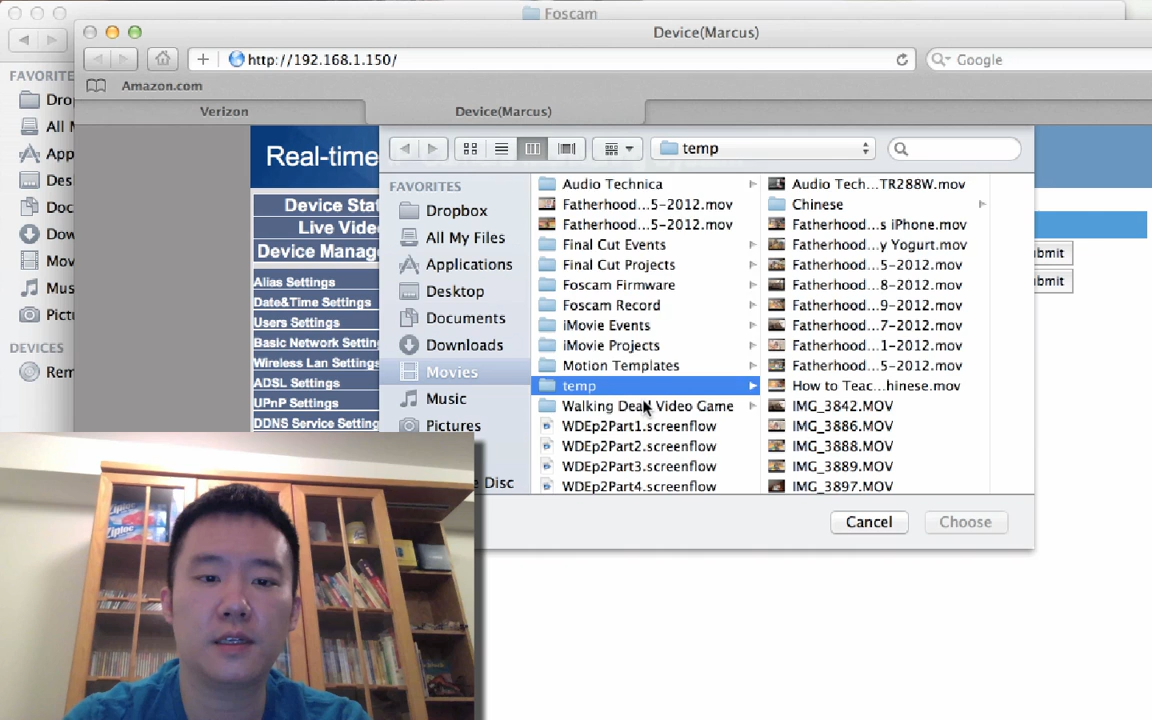 Foscam
Device(Marcus)
http://192.168.1.150/
Google
Amazon.com
Verizon
Device(Marcus)
FAVORITE
Dro
All M
App
Des
Doc
Dow
Mov
Mus
Pictu
DEVICES
Rem
Real-time
Device Stat
Live Vide
Device Manag
Alias Settings
Date&Time Settings
Users Settings
Basic Network Setting
Wireless Lan Settings
ADSL Settings
UPnP Settings
DDNS Service Setting
temp
FAVORITES
Dropbox
All My Files
Applications
Desktop
Documents
Downloads
Movies
Music
Pictures
e Disc
Audio Technica
Fatherhood...5-2012.mov
Fatherhood...5-2012.mov
Final Cut Events
Final Cut Projects
Foscam Firmware
Foscam Record
iMovie Events
iMovie Projects
Motion Templates
temp
Walking Dead Video Game
WDEp2Part1.screenflow
WDEp2Part2.screenflow
WDEp2Part3.screenflow
WDEp2Part4.screenflow
Audio Tech...TR288W.mov
Chinese
Fatherhood...s iPhone.mov
Fatherhood...y Yogurt.mov
Fatherhood...5-2012.mov
Fatherhood...8-2012.mov
Fatherhood...9-2012.mov
Fatherhood...7-2012.mov
Fatherhood...1-2012.mov
Fatherhood...5-2012.mov
How to Teac...hinese.mov
IMG_3842.MOV
IMG_3886.MOV
IMG_3888.MOV
IMG_3889.MOV
IMG_3897.MOV
ubmit
ubmit
Cancel
Choose
Ziploc